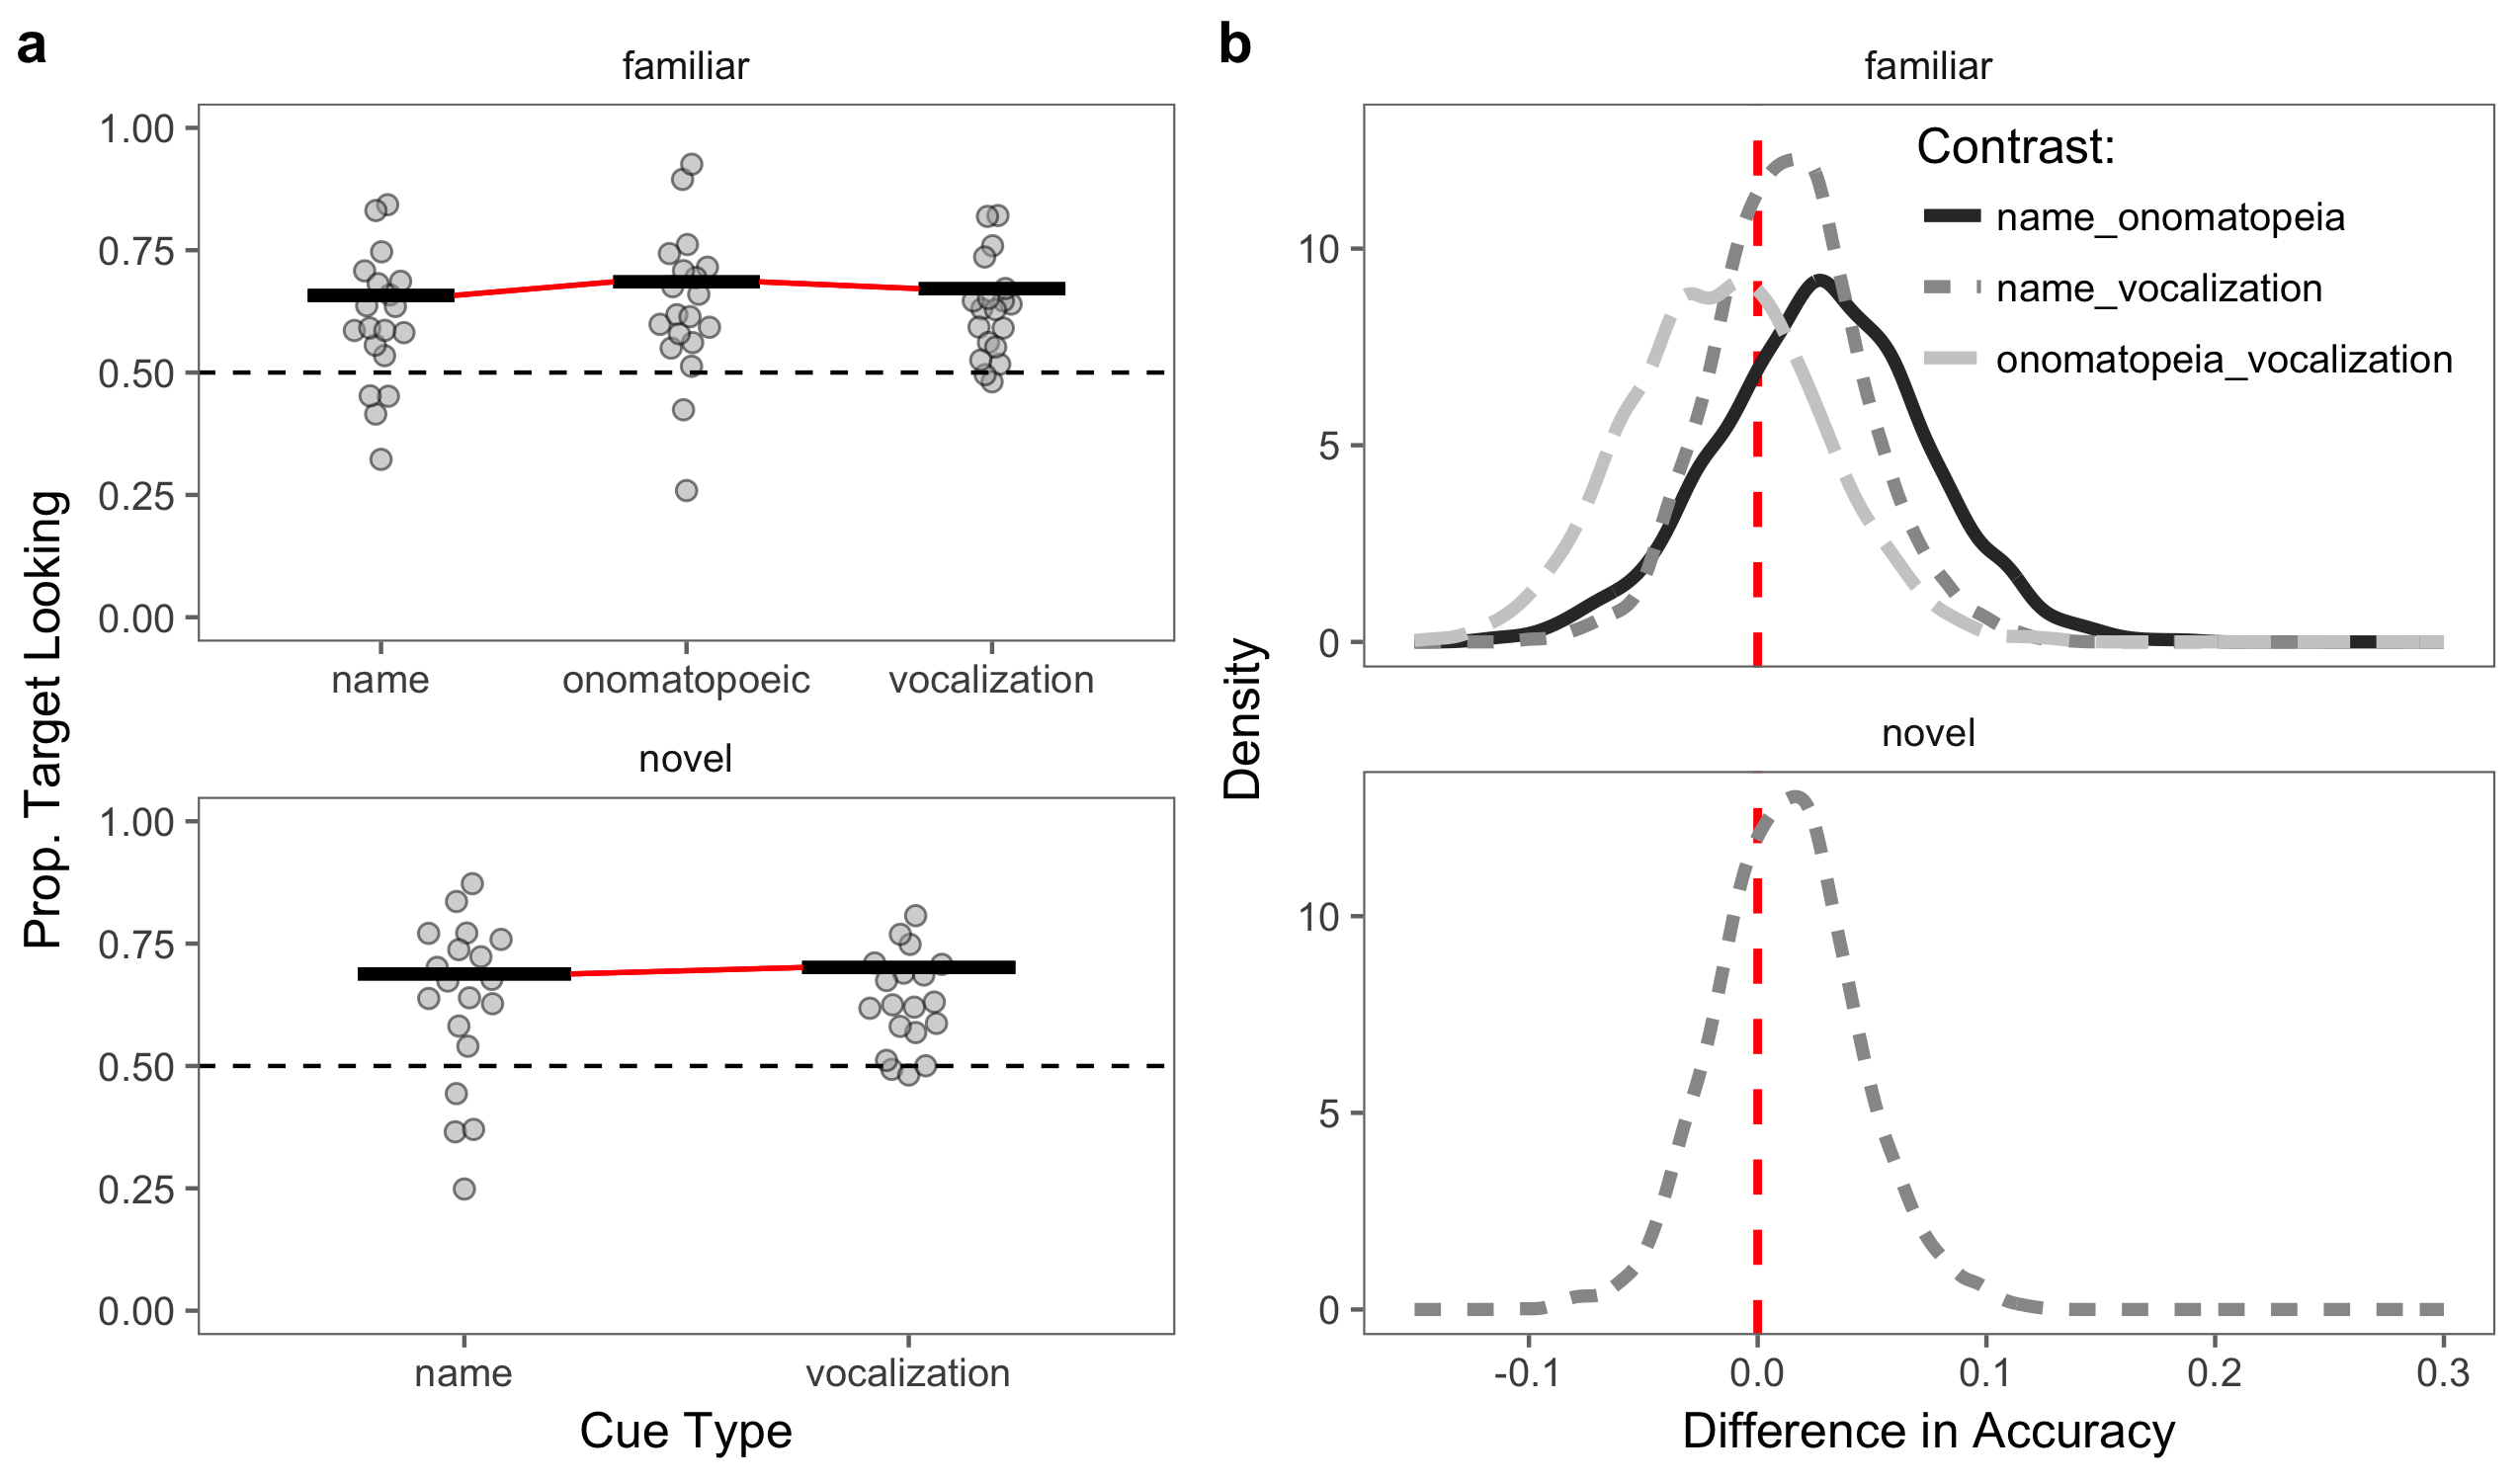 a
familiar
Prop. Target Looking
1.00
0.75
0.50
0.25
0.00
name onomatopoeic vocalization
novel
1.00
0.75
0.50
0.25
0.00
name vocalization
Cue Type
b
familiar
Density
Contrast:
name_onomatopeia
name_vocalization
onomatopeia_vocalization
10
5
0
novel
10
5
0
-0.1 0.0 0.1 0.2 0.3
Difference in Accuracy